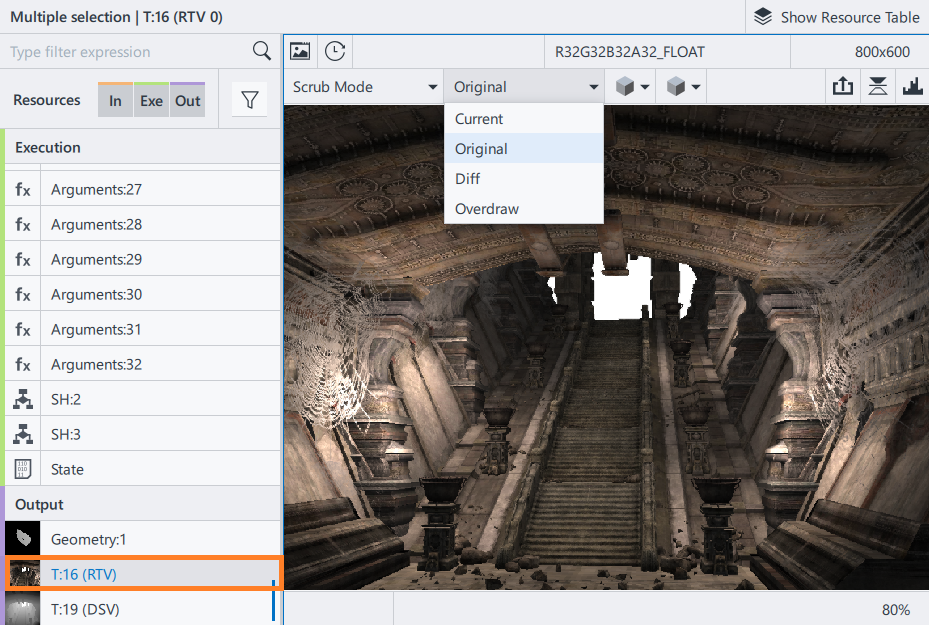 Multiple selection | T:16 (RTV 0)
Show Resource Table
Type filter expression
R32G32B32A32_FLOAT
800x600
Resources
In
Exe
Out
Scrub Mode
Original
Current
Original
Diff
Overdraw
Execution
fx Arguments:27
fx Arguments:28
fx Arguments:29
fx Arguments:30
fx Arguments:31
fx Arguments:32
SH:2
SH:3
State
Output
Geometry:1
T:16 (RTV)
T:19 (DSV)
80%